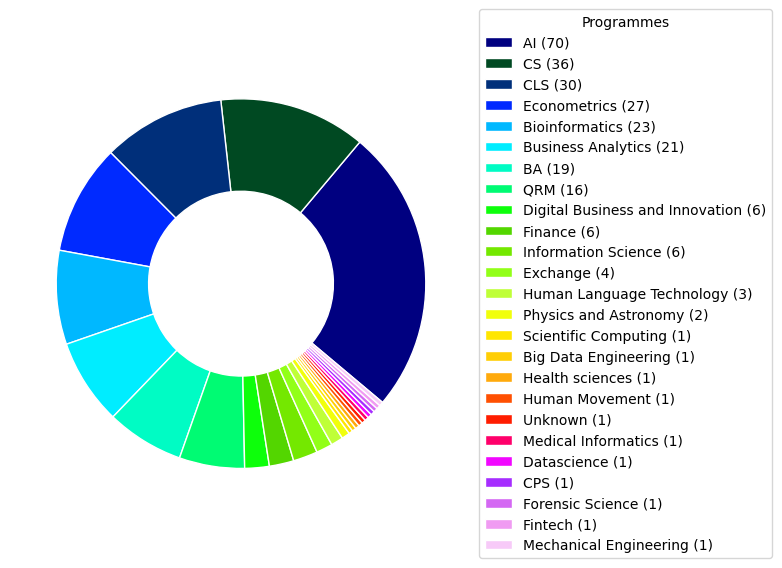 Programmes
AI (70)
CS (36)
CLS (30)
Econometrics (27)
Bioinformatics (23)
Business Analytics (21)
BA (19)
QRM (16)
Digital Business and Innovation (6)
Finance (6)
Information Science (6)
Exchange (4)
Human Language Technology (3)
Physics and Astronomy (2)
Scientific Computing (1)
Big Data Engineering (1)
Health sciences (1)
Human Movement (1)
Unknown (1)
Medical Informatics (1)
Datascience (1)
CPS (1)
Forensic Science (1)
Fintech (1)
Mechanical Engineering (1)